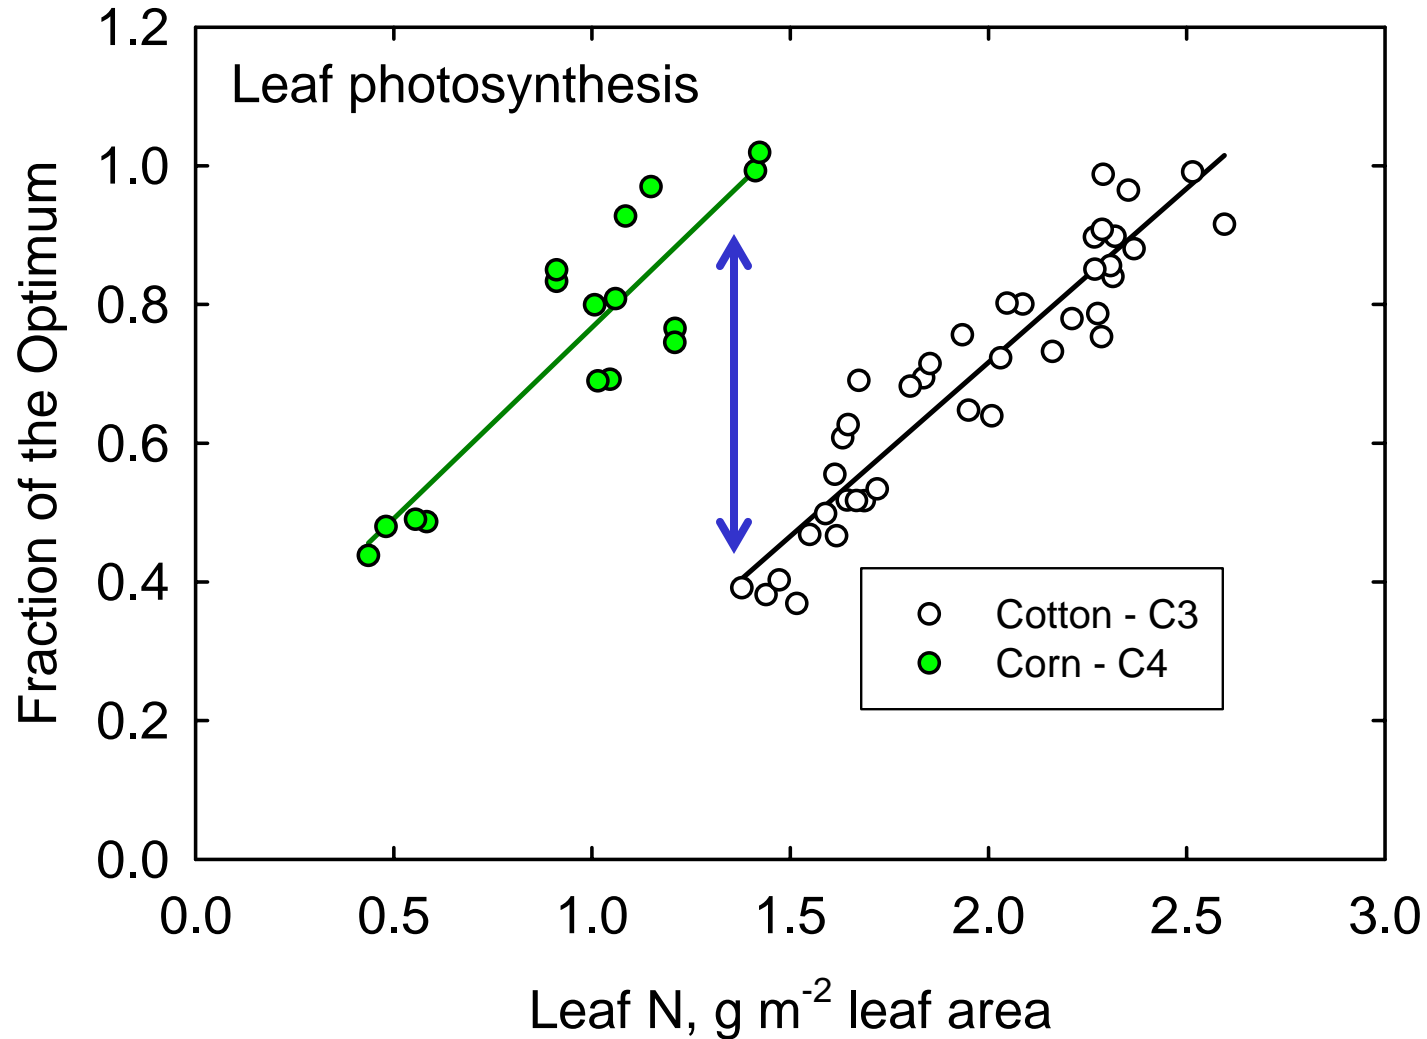 Leaf photosynthesis
Fraction of the Optimum
1.2
1.0
0.8
0.6
0.4
0.2
0.0
Cotton - C3
Corn - C4
0.0 0.5 1.0 1.5 2.0 2.5 3.0
Leaf N, g m-2 leaf area